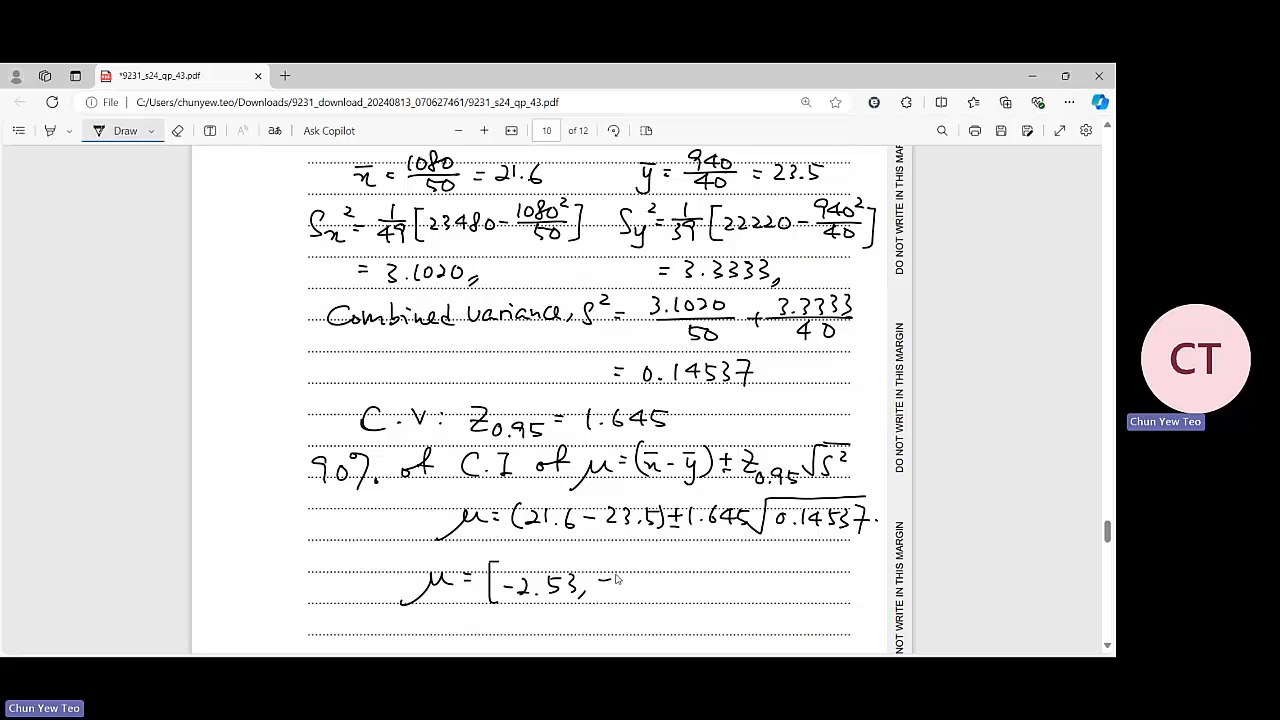 *9231_s24_qp_43.pdf
File C:/Users/chunyew.teo/Downloads/9231_download_20240813_070627461/9231_s24_qp_43.pdf
Draw Ask Copilot 10 of 12
x̄ = 1080/50 = 21.6 ȳ = 940/40 = 23.5
Sx² = 1/49 [23480 - 1080²/50] Sy² = 1/39 [22220 - 940²/40]
= 3.1020,, = 3.3333,,
Combined variance, S² = 3.1020/50 + 3.3333/40
= 0.14537
C.V: Z0.95 = 1.645
90% of C.I of μ = (x̄ - ȳ) ± Z0.95 √S²
μ = (21.6 - 23.5) ± 1.645 √0.14537.
μ = [-2.53, -
DO NOT WRITE IN THIS MARGIN
DO NOT WRITE IN THIS MARGIN
NOT WRITE IN THIS MARGIN
CT
Chun Yew Teo
Chun Yew Teo